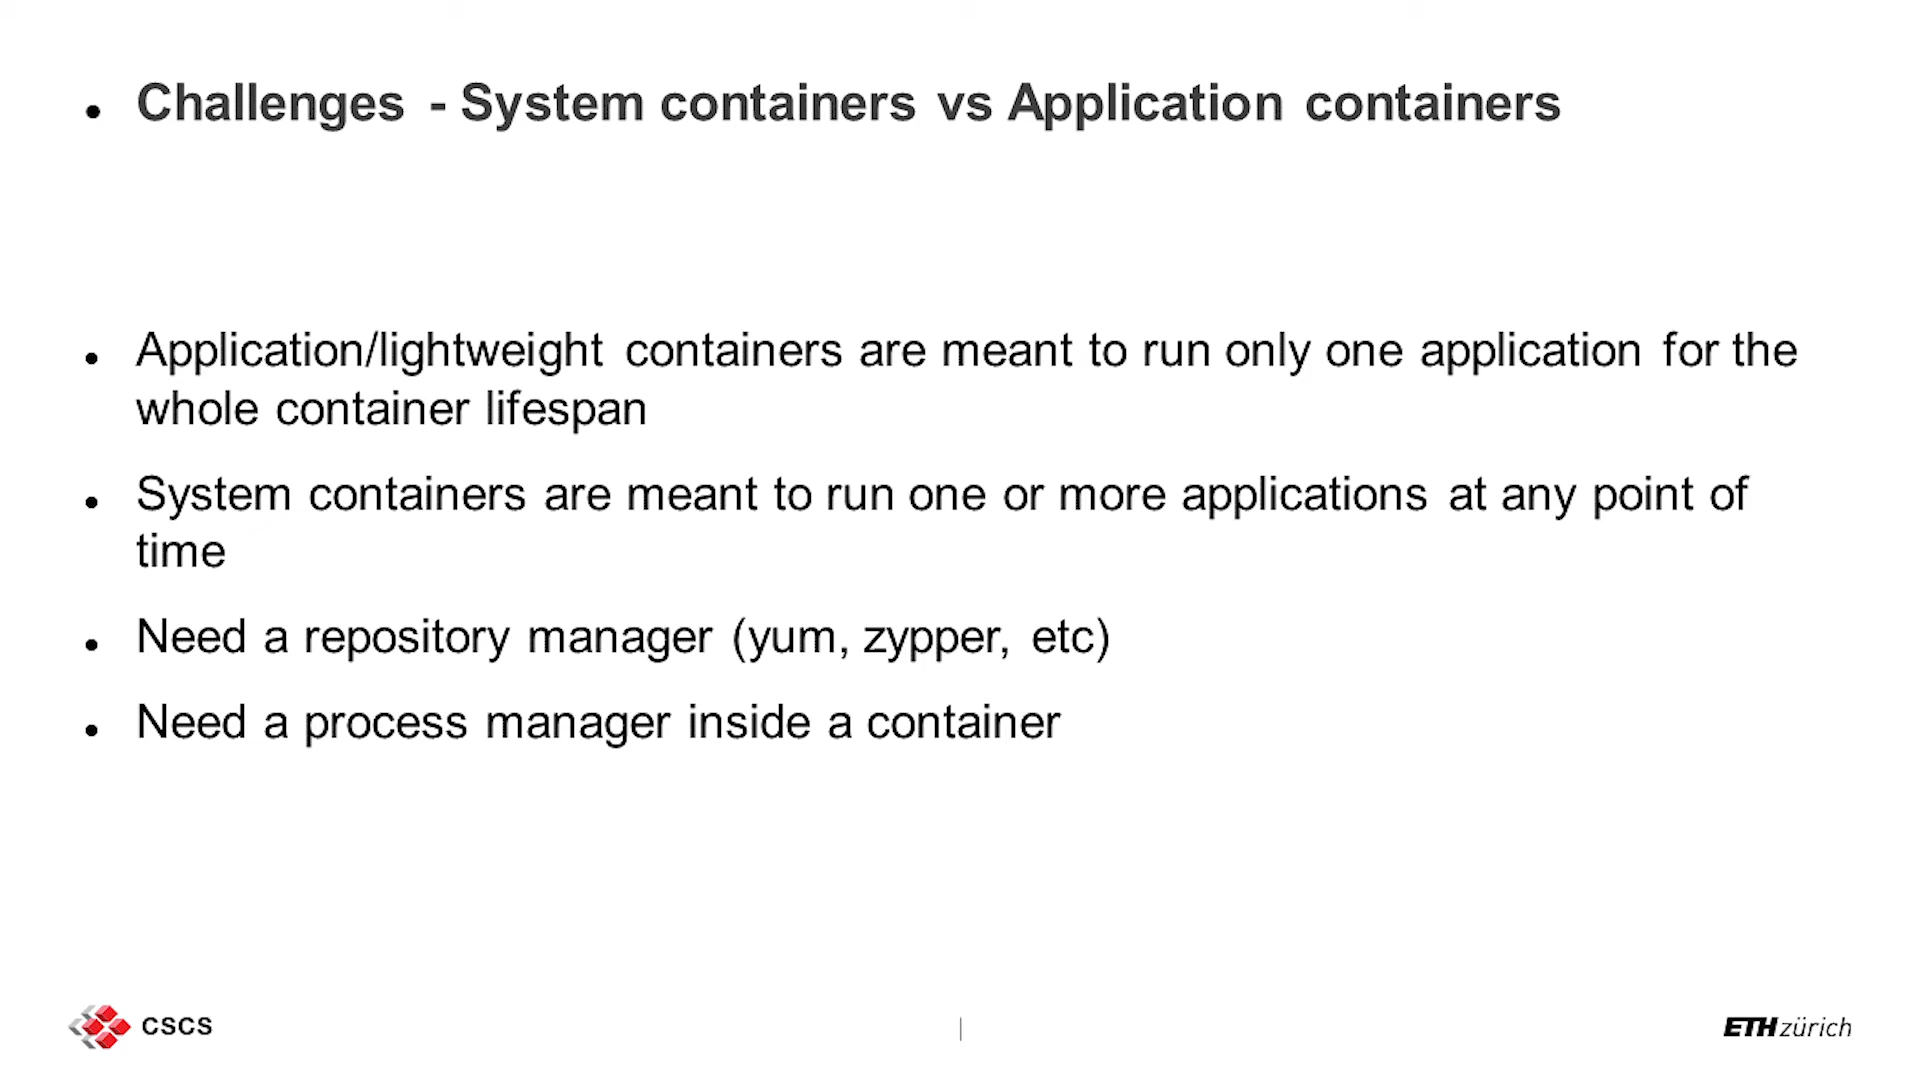 Challenges - System containers vs Application containers
Application/lightweight containers are meant to run only one application for the
whole container lifespan
System containers are meant to run one or more applications at any point of
time
Need a repository manager (yum, zypper, etc)
Need a process manager inside a container
CSCS
ETH zürich